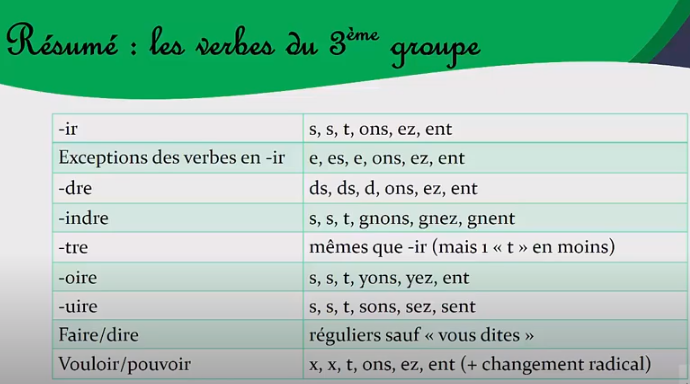 Résumé : les verbes du 3ème groupe
-ir s, s, t, ons, ez, ent
Exceptions des verbes en -ir e, es, e, ons, ez, ent
-dre ds, ds, d, ons, ez, ent
-indre s, s, t, gnons, gnez, gnent
-tre mêmes que -ir (mais 1 « t » en moins)
-oire s, s, t, yons, yez, ent
-uire s, s, t, sons, sez, sent
Faire/dire réguliers sauf « vous dites »
Vouloir/pouvoir x, x, t, ons, ez, ent (+ changement radical)